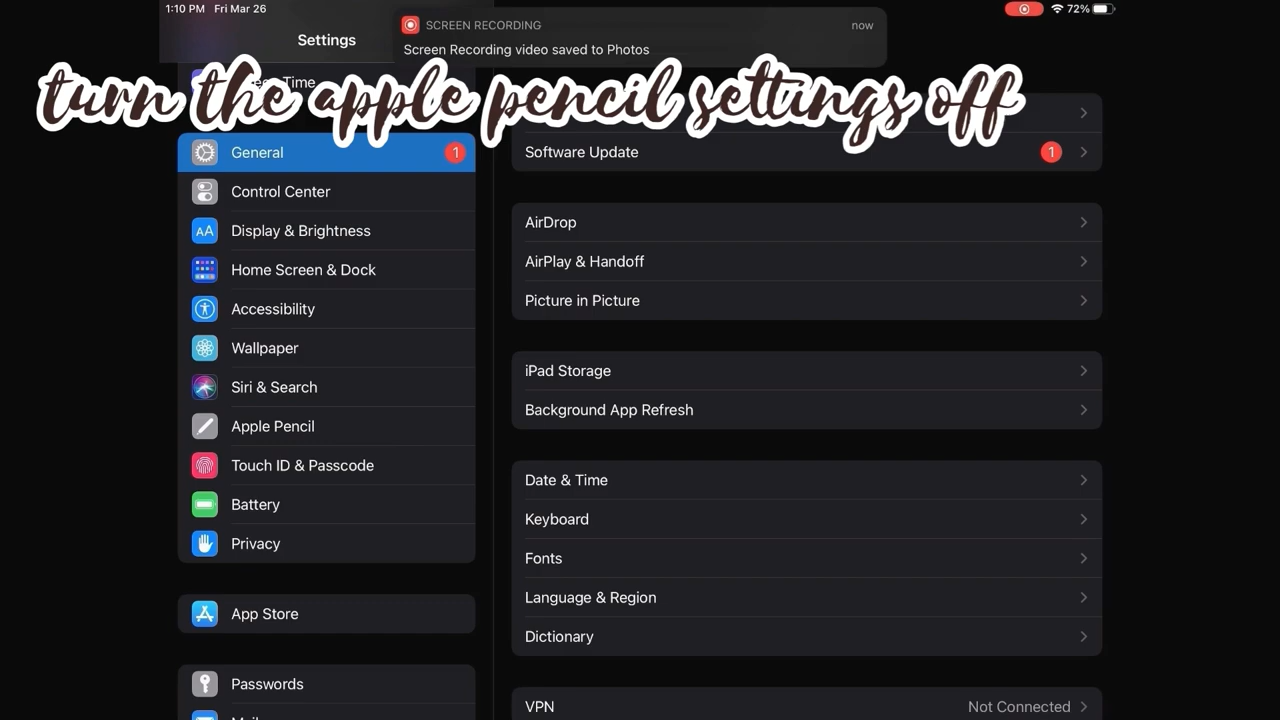 1:10 PM Fri Mar 26
72%
SCREEN RECORDING
now
Screen Recording video saved to Photos
Settings
turn the apple pencil settings off
Time
General
1
Control Center
Display & Brightness
Home Screen & Dock
Accessibility
Wallpaper
Siri & Search
Apple Pencil
Touch ID & Passcode
Battery
Privacy
App Store
Passwords
Software Update
1
AirDrop
AirPlay & Handoff
Picture in Picture
iPad Storage
Background App Refresh
Date & Time
Keyboard
Fonts
Language & Region
Dictionary
VPN
Not Connected